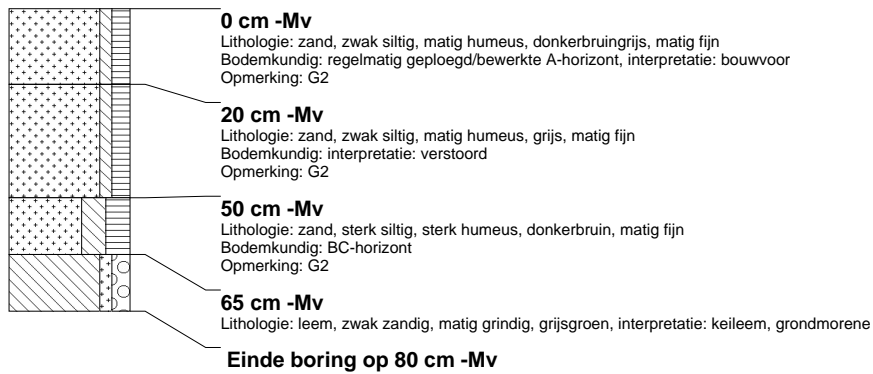 0 cm -Mv
Lithologie: zand, zwak siltig, matig humeus, donkerbruingrijs, matig fijn
Bodemkundig: regelmatig geploegd/bewerkte A-horizont, interpretatie: bouwvoor
Opmerking: G2
20 cm -Mv
Lithologie: zand, zwak siltig, matig humeus, grijs, matig fijn
Bodemkundig: interpretatie: verstoord
Opmerking: G2
50 cm -Mv
Lithologie: zand, sterk siltig, sterk humeus, donkerbruin, matig fijn
Bodemkundig: BC-horizont
Opmerking: G2
65 cm -Mv
Lithologie: leem, zwak zandig, matig grindig, grijsgroen, interpretatie: keileem, grondmorene
Einde boring op 80 cm -Mv